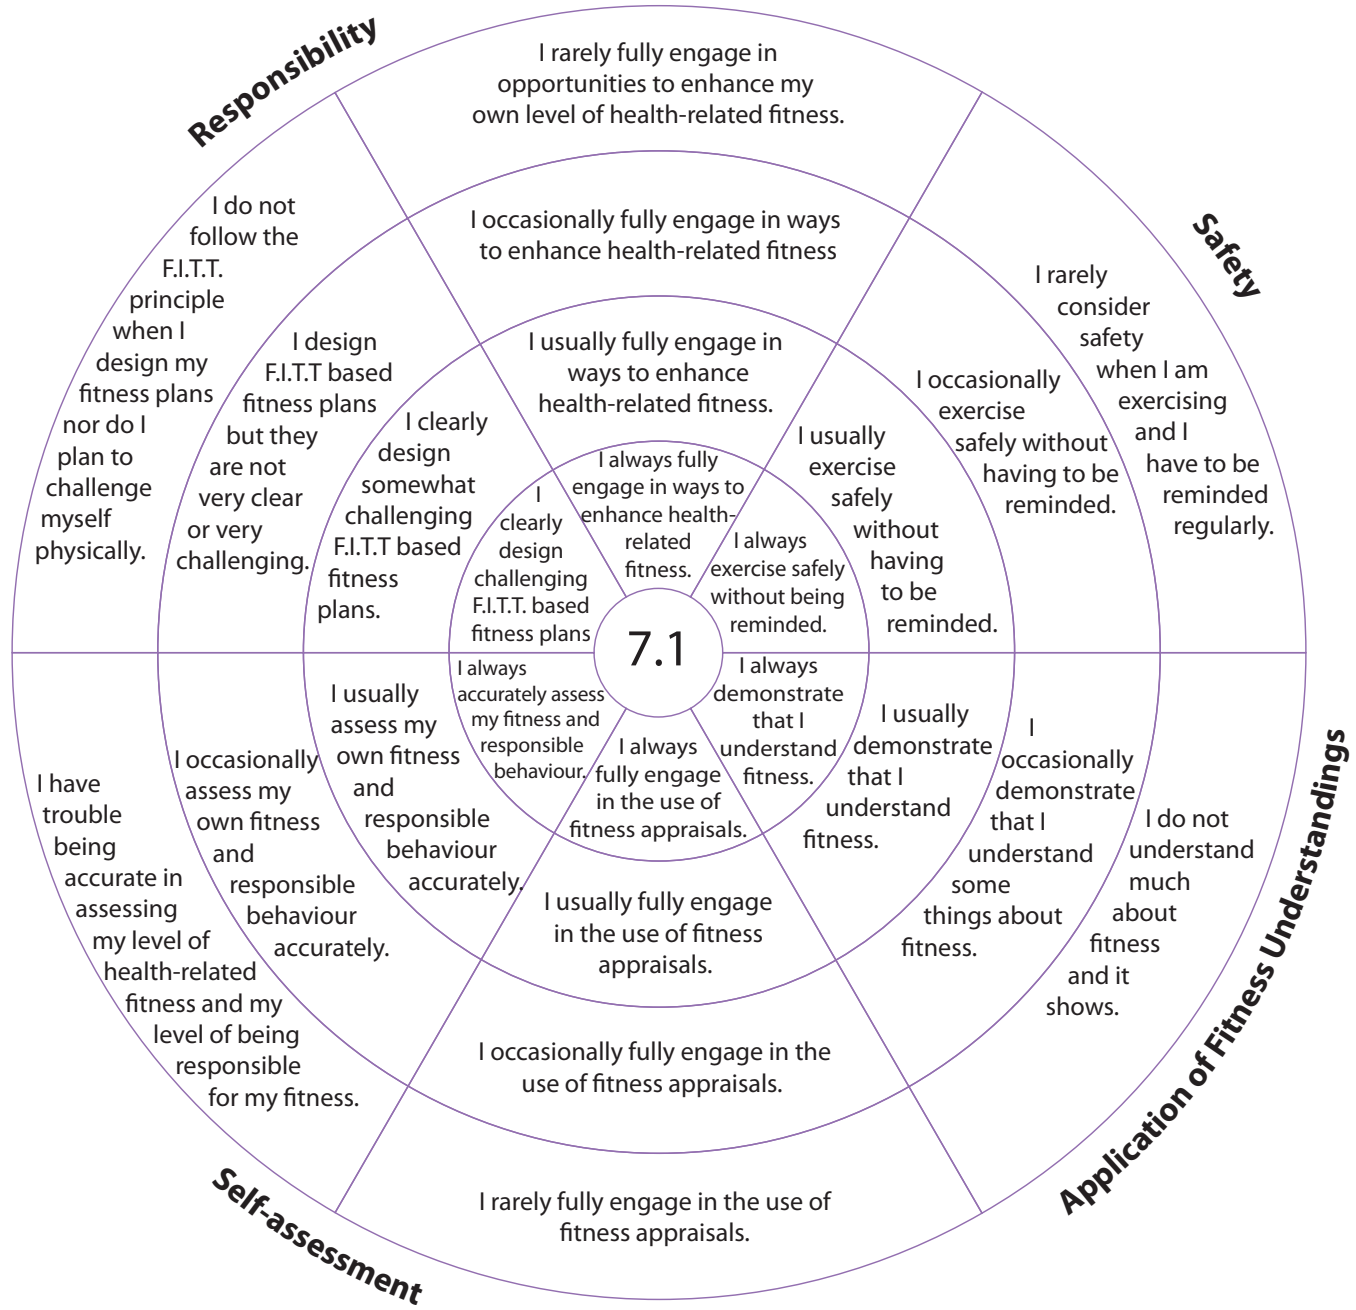 Responsibility
I rarely fully engage in
opportunities to enhance my
own level of health-related fitness.
I occasionally fully engage in ways
to enhance health-related fitness
I usually fully engage in
ways to enhance
health-related fitness.
I always fully
engage in ways to
enhance health-
related
fitness.
Safety
I rarely
consider
safety
when I am
exercising
and I
have to be
reminded
regularly.
I occasionally
exercise
safely without
having to be
reminded.
I usually
exercise
safely
without
having
to be
reminded.
I always
exercise safely
without being
reminded.
I do not
follow the
F.I.T.T.
principle
when I
design my
fitness plans
nor do I
plan to
challenge
myself
physically.
I design
F.I.T.T based
fitness plans
but they
are not
very clear
or very
challenging.
I clearly
design
somewhat
challenging
F.I.T.T based
fitness
plans.
I
clearly
design
challenging
F.I.T.T. based
fitness plans
7.1
I always
accurately assess
my fitness and
responsible
behaviour.
I usually
assess my
own fitness
and
responsible
behaviour
accurately.
I occasionally
assess my
own fitness
and
responsible
behaviour
accurately.
I have
trouble
being
accurate in
assessing
my level of
health-related
fitness and my
level of being
responsible
for my fitness.
Self-assessment
I always
fully engage
in the use of
fitness appraisals.
I usually fully engage
in the use of fitness
appraisals.
I occasionally fully engage in the
use of fitness appraisals.
I rarely fully engage in the use of
fitness appraisals.
I always
demonstrate
that I
understand
fitness.
I usually
demonstrate
that I
understand
fitness.
I
occasionally
demonstrate
that I
understand
some
things about
fitness.
I do not
understand
much
about
fitness
and it
shows.
Application of Fitness Understandings